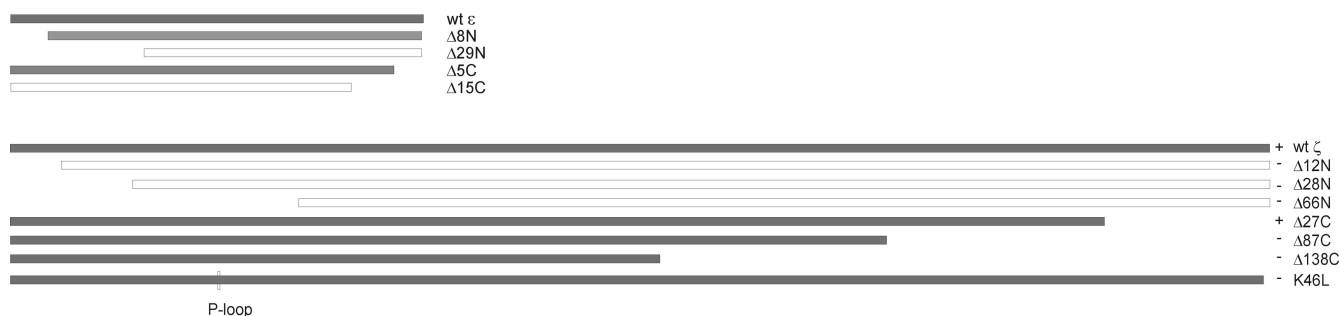 wt ε
Δ8N
Δ29N
Δ5C
Δ15C
+ wt ζ
- Δ12N
- Δ28N
- Δ66N
+ Δ27C
- Δ87C
- Δ138C
- K46L
P-loop